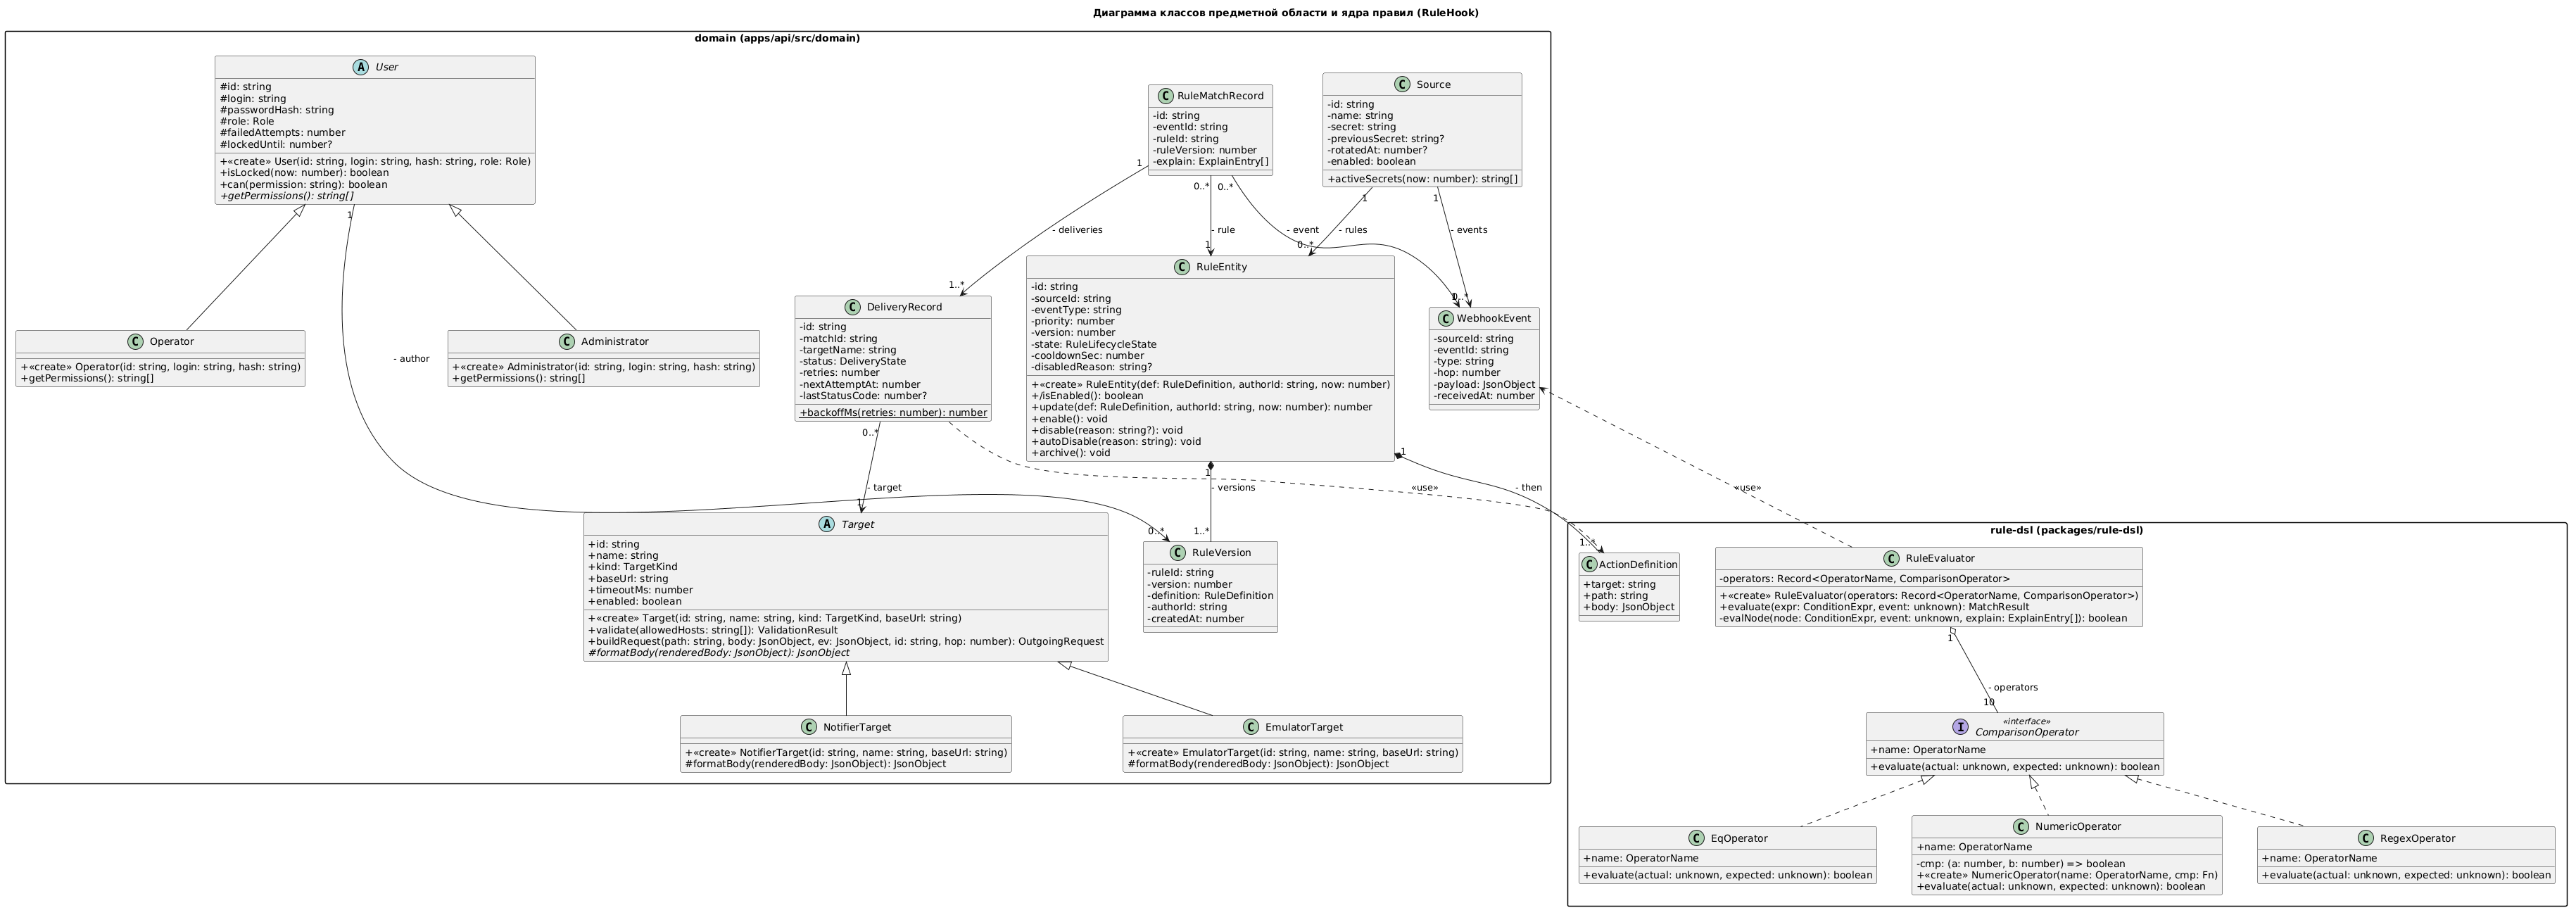 Диаграмма классов предметной области и ядра правил (RuleHook)
domain (apps/api/src/domain)
User
#id: string
#login: string
#passwordHash: string
#role: Role
#failedAttempts: number
#lockedUntil: number?
+«create» User(id: string, login: string, hash: string, role: Role)
+isLocked(now: number): boolean
+can(permission: string): boolean
+getPermissions(): string[]
RuleMatchRecord
-id: string
-eventId: string
-ruleId: string
-ruleVersion: number
-explain: ExplainEntry[]
Source
-id: string
-name: string
-secret: string
-previousSecret: string?
-rotatedAt: number?
-enabled: boolean
+activeSecrets(now: number): string[]
1
1
0..*
0..*
1
1
- deliveries
- rule
- event
- rules
- events
1..*
1
0..*
0..*
Operator
+«create» Operator(id: string, login: string, hash: string)
+getPermissions(): string[]
- author
Administrator
+«create» Administrator(id: string, login: string, hash: string)
+getPermissions(): string[]
DeliveryRecord
-id: string
-matchId: string
-targetName: string
-status: DeliveryState
-retries: number
-nextAttemptAt: number
-lastStatusCode: number?
+backoffMs(retries: number): number
RuleEntity
-id: string
-sourceId: string
-eventType: string
-priority: number
-version: number
-state: RuleLifecycleState
-cooldownSec: number
-disabledReason: string?
+«create» RuleEntity(def: RuleDefinition, authorId: string, now: number)
+/isEnabled(): boolean
+update(def: RuleDefinition, authorId: string, now: number): number
+enable(): void
+disable(reason: string?): void
+autoDisable(reason: string): void
+archive(): void
WebhookEvent
-sourceId: string
-eventId: string
-type: string
-hop: number
-payload: JsonObject
-receivedAt: number
0..*
1
1
- target
- versions
«use»
- then
«use»
1
0..*
1..*
1..*
Target
+id: string
+name: string
+kind: TargetKind
+baseUrl: string
+timeoutMs: number
+enabled: boolean
+«create» Target(id: string, name: string, kind: TargetKind, baseUrl: string)
+validate(allowedHosts: string[]): ValidationResult
+buildRequest(path: string, body: JsonObject, ev: JsonObject, id: string, hop: number): OutgoingRequest
#formatBody(renderedBody: JsonObject): JsonObject
RuleVersion
-ruleId: string
-version: number
-definition: RuleDefinition
-authorId: string
-createdAt: number
NotifierTarget
+«create» NotifierTarget(id: string, name: string, baseUrl: string)
#formatBody(renderedBody: JsonObject): JsonObject
EmulatorTarget
+«create» EmulatorTarget(id: string, name: string, baseUrl: string)
#formatBody(renderedBody: JsonObject): JsonObject
rule-dsl (packages/rule-dsl)
ActionDefinition
+target: string
+path: string
+body: JsonObject
RuleEvaluator
-operators: Record<OperatorName, ComparisonOperator>
+«create» RuleEvaluator(operators: Record<OperatorName, ComparisonOperator>)
+evaluate(expr: ConditionExpr, event: unknown): MatchResult
-evalNode(node: ConditionExpr, event: unknown, explain: ExplainEntry[]): boolean
1
- operators
10
«interface»
ComparisonOperator
+name: OperatorName
+evaluate(actual: unknown, expected: unknown): boolean
EqOperator
+name: OperatorName
+evaluate(actual: unknown, expected: unknown): boolean
NumericOperator
+name: OperatorName
-cmp: (a: number, b: number) => boolean
+«create» NumericOperator(name: OperatorName, cmp: Fn)
+evaluate(actual: unknown, expected: unknown): boolean
RegexOperator
+name: OperatorName
+evaluate(actual: unknown, expected: unknown): boolean